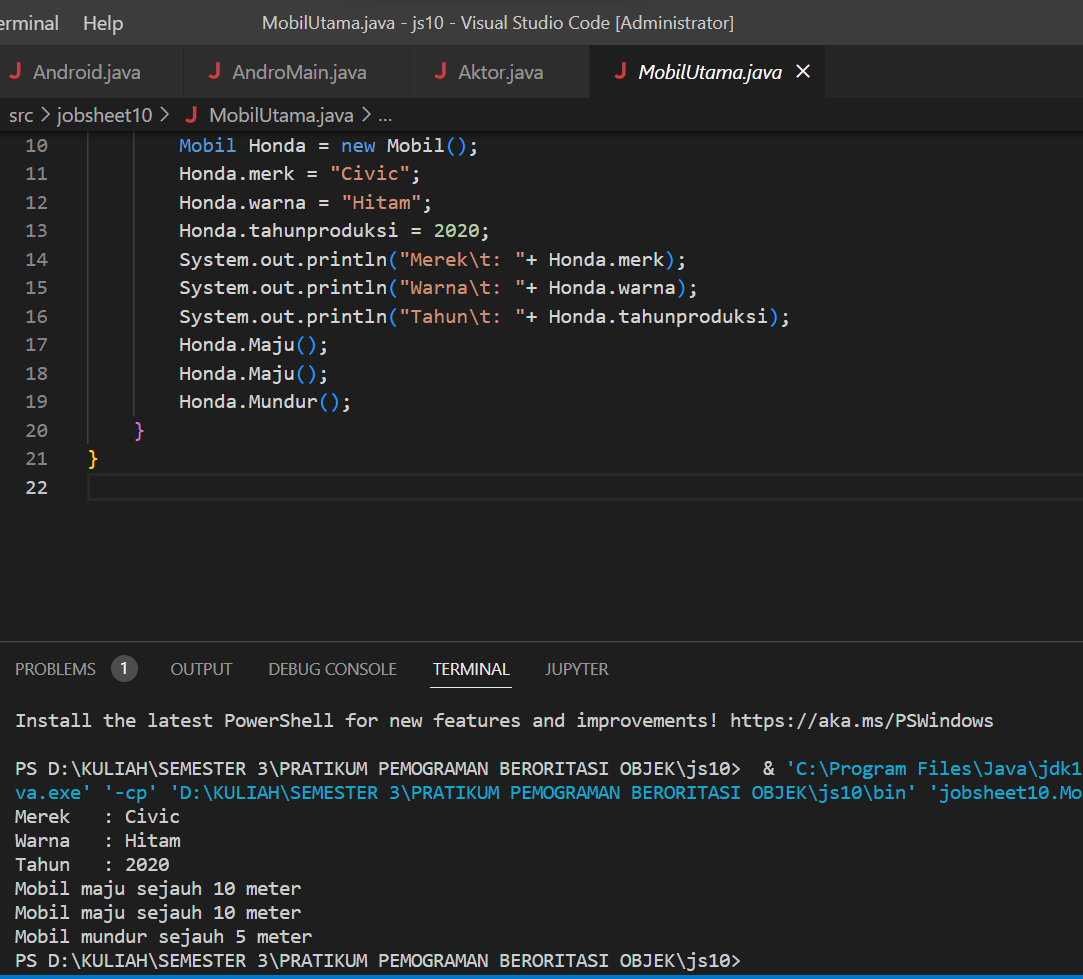 erminal Help MobilUtama.java - js10 - Visual Studio Code [Administrator]
J Android.java J AndroMain.java J Aktor.java J MobilUtama.java ×
src > jobsheet10 > J MobilUtama.java > ...
10 Mobil Honda = new Mobil();
11 Honda.merk = "Civic";
12 Honda.warna = "Hitam";
13 Honda.tahunproduksi = 2020;
14 System.out.println("Merek\t: "+ Honda.merk);
15 System.out.println("Warna\t: "+ Honda.warna);
16 System.out.println("Tahun\t: "+ Honda.tahunproduksi);
17 Honda.Maju();
18 Honda.Maju();
19 Honda.Mundur();
20 }
21 }
22
PROBLEMS 1 OUTPUT DEBUG CONSOLE TERMINAL JUPYTER
Install the latest PowerShell for new features and improvements! https://aka.ms/PSWindows
PS D:\KULIAH\SEMESTER 3\PRATIKUM PEMOGRAMAN BERORITASI OBJEK\js10>  & 'C:\Program Files\Java\jdk1
va.exe' '-cp' 'D:\KULIAH\SEMESTER 3\PRATIKUM PEMOGRAMAN BERORITASI OBJEK\js10\bin' 'jobsheet10.Mo
Merek   : Civic
Warna   : Hitam
Tahun   : 2020
Mobil maju sejauh 10 meter
Mobil maju sejauh 10 meter
Mobil mundur sejauh 5 meter
PS D:\KULIAH\SEMESTER 3\PRATIKUM PEMOGRAMAN BERORITASI OBJEK\js10>